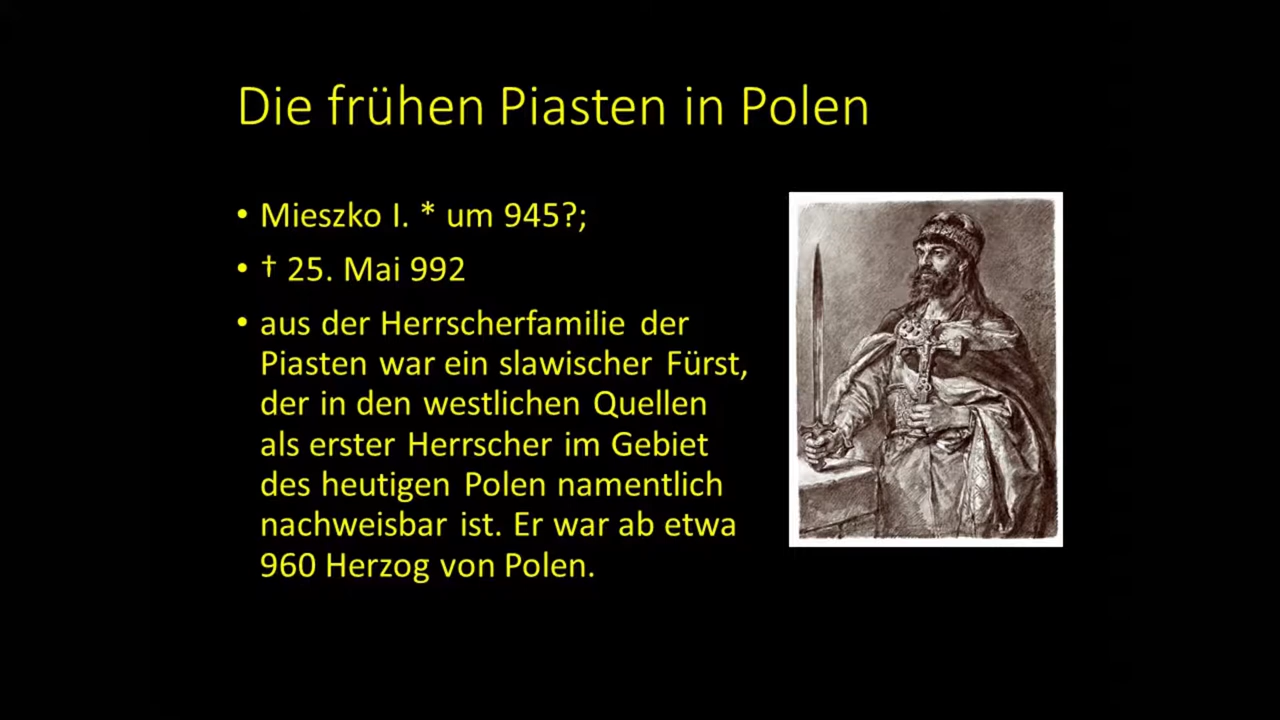 Die frühen Piasten in Polen
• Mieszko I. * um 945?;
• † 25. Mai 992
• aus der Herrscherfamilie der
Piasten war ein slawischer Fürst,
der in den westlichen Quellen
als erster Herrscher im Gebiet
des heutigen Polen namentlich
nachweisbar ist. Er war ab etwa
960 Herzog von Polen.